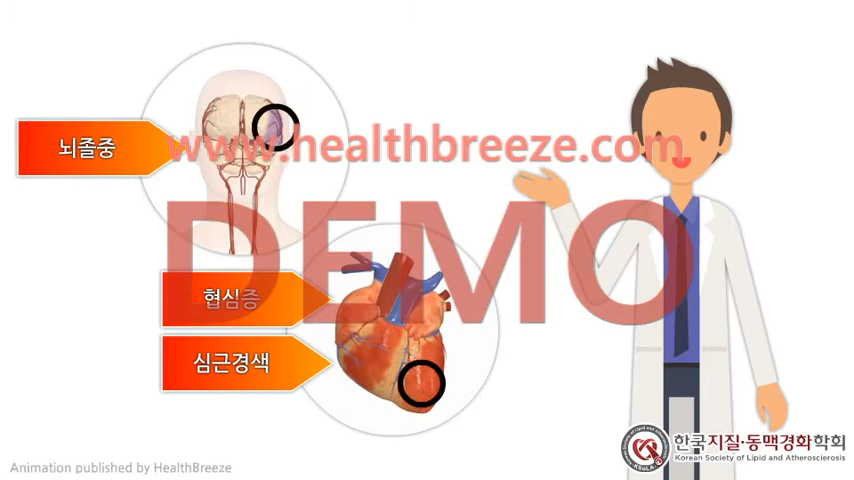 뇌졸중
www.healthbreeze.com
DEMO
협심증
심근경색
한국지질·동맥경화학회
Korean Society of Lipid and Atherosclerosis
Animation published by HealthBreeze